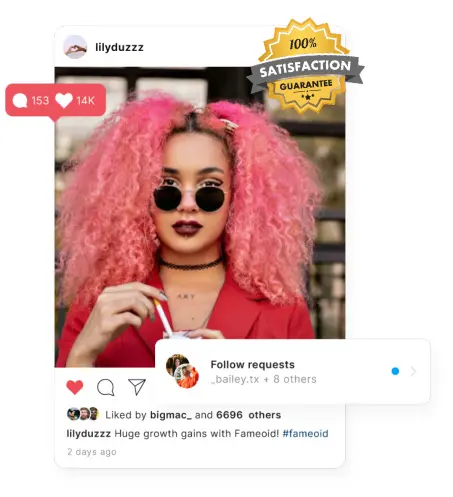 lilyduzzz
100%
SATISFACTION
GUARANTEE
153 14K
ART
Follow requests
_bailey.tx + 8 others
Liked by bigmac_ and 6696 others
lilyduzzz Huge growth gains with Fameoid! #fameoid
2 days ago